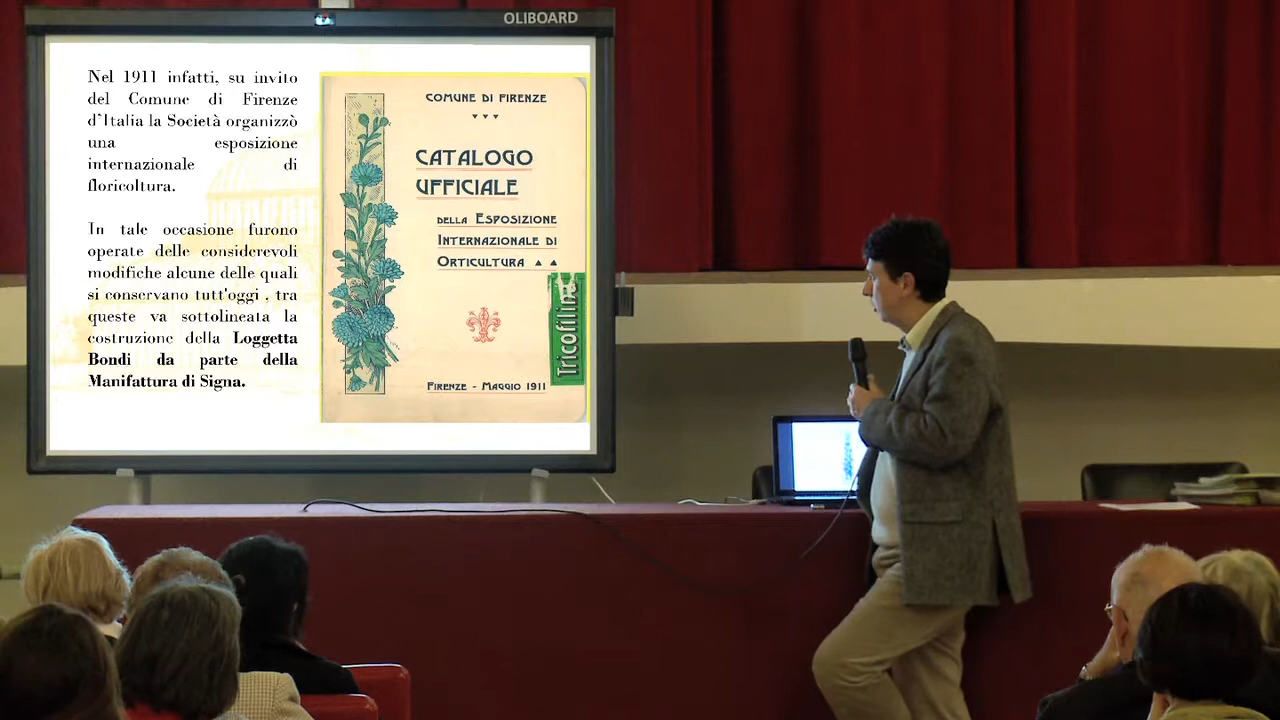 OLIBOARD
Nel 1911 infatti, su invito
del Comune di Firenze
d'Italia la Società organizzò
una esposizione
internazionale di
floricoltura.
In tale occasione furono
operate delle considerevoli
modifiche alcune delle quali
si conservano tutt'oggi , tra
queste va sottolineata la
costruzione della Loggetta
Bondi da parte della
Manifattura di Signa.
COMUNE DI FIRENZE
CATALOGO
UFFICIALE
DELLA ESPOSIZIONE
INTERNAZIONALE DI
ORTICULTURA
Tricofilina
FIRENZE - MAGGIO 1911